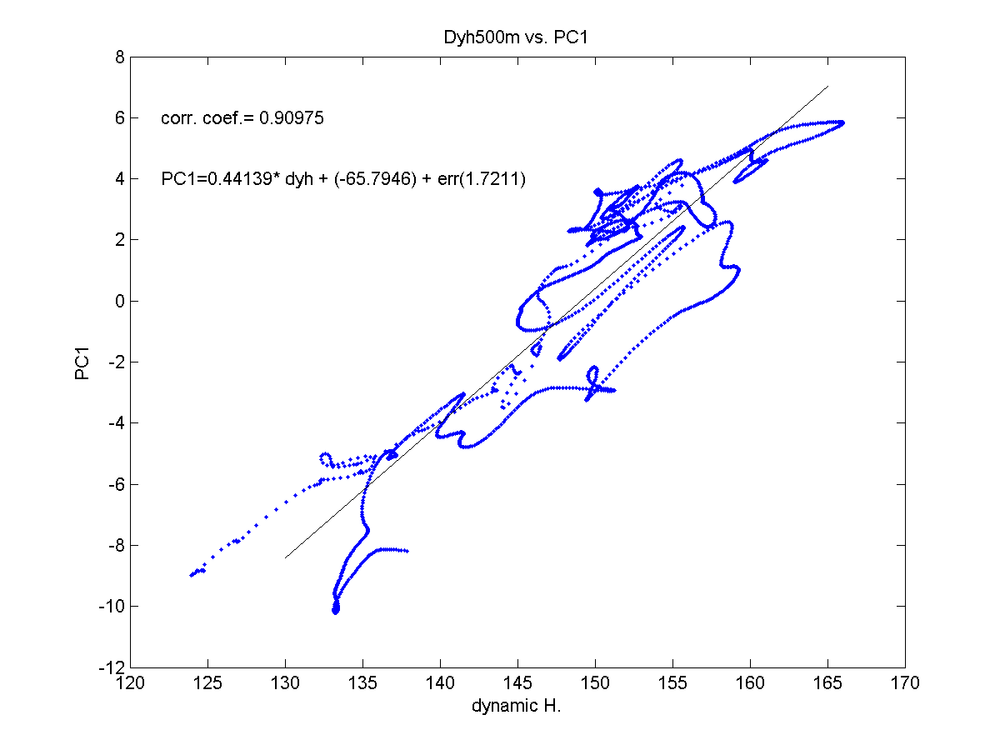 Dyh500m vs. PC1
8
6
4
2
0
-2
-4
-6
-8
-10
-12
PC1
corr. coef.= 0.90975
PC1=0.44139* dyh + (-65.7946) + err(1.7211)
120 125 130 135 140 145 150 155 160 165 170
dynamic H.